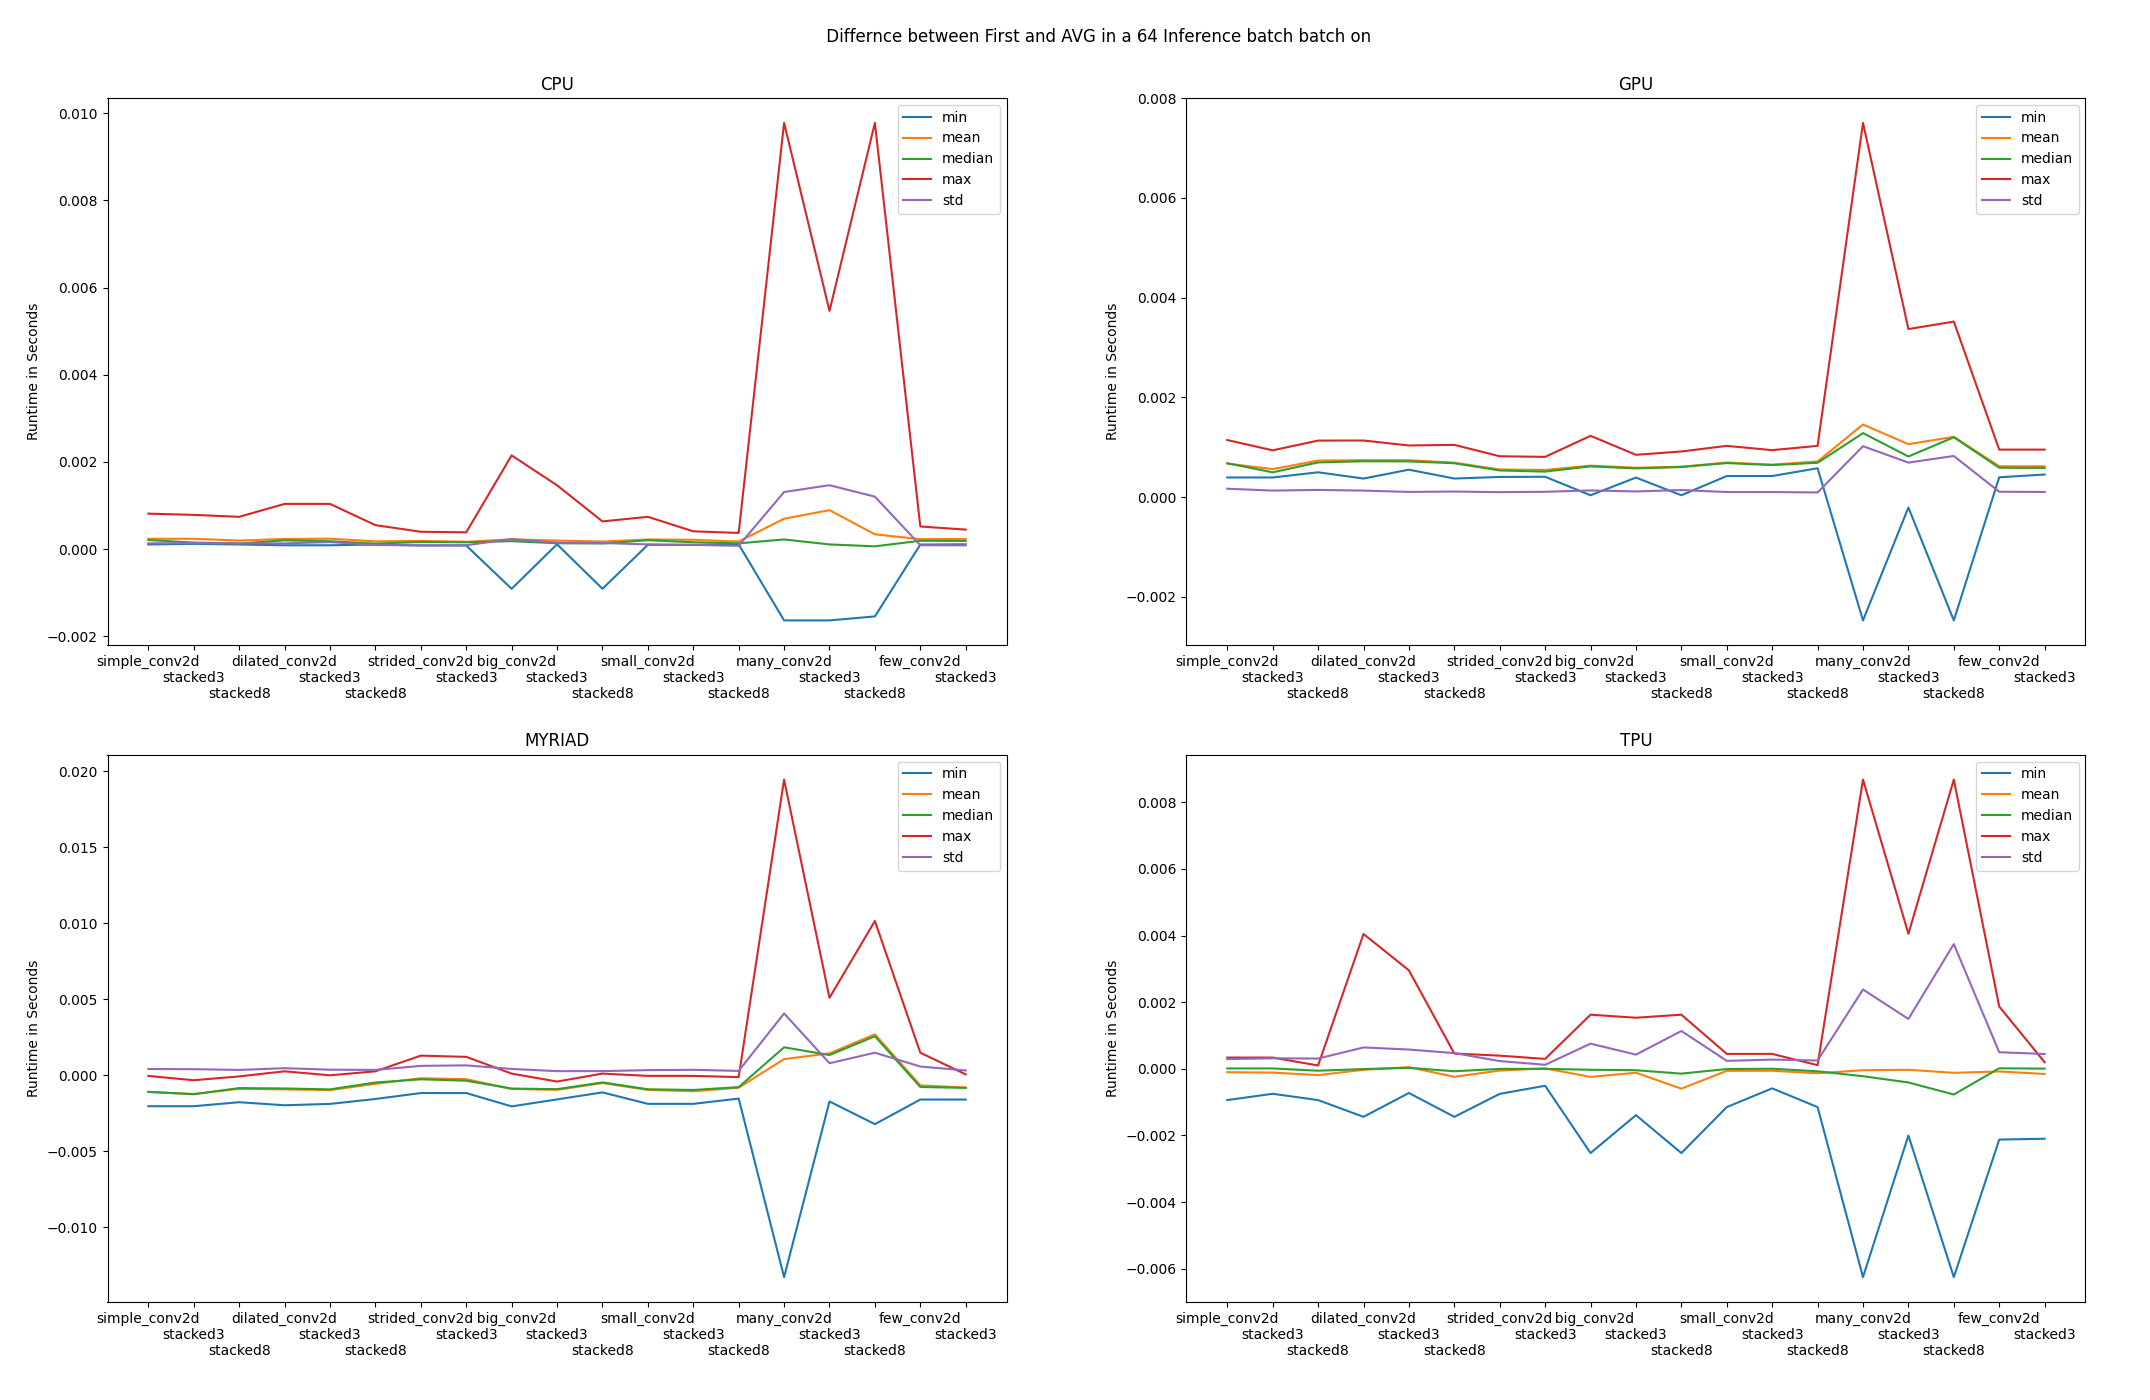 Differnce between First and AVG in a 64 Inference batch batch on
CPU
0.010
0.008
0.006
0.004
0.002
0.000
−0.002
Runtime in Seconds
min
mean
median
max
std
simple_conv2d dilated_conv2d strided_conv2d big_conv2d small_conv2d many_conv2d few_conv2d
stacked3 stacked3 stacked3 stacked3 stacked3 stacked3 stacked3
stacked8 stacked8 stacked8 stacked8 stacked8
GPU
0.008
0.006
0.004
0.002
0.000
−0.002
Runtime in Seconds
min
mean
median
max
std
simple_conv2d dilated_conv2d strided_conv2d big_conv2d small_conv2d many_conv2d few_conv2d
stacked3 stacked3 stacked3 stacked3 stacked3 stacked3 stacked3
stacked8 stacked8 stacked8 stacked8 stacked8
MYRIAD
0.020
0.015
0.010
0.005
0.000
−0.005
−0.010
Runtime in Seconds
min
mean
median
max
std
simple_conv2d dilated_conv2d strided_conv2d big_conv2d small_conv2d many_conv2d few_conv2d
stacked3 stacked3 stacked3 stacked3 stacked3 stacked3 stacked3
stacked8 stacked8 stacked8 stacked8 stacked8
TPU
0.008
0.006
0.004
0.002
0.000
−0.002
−0.004
−0.006
Runtime in Seconds
min
mean
median
max
std
simple_conv2d dilated_conv2d strided_conv2d big_conv2d small_conv2d many_conv2d few_conv2d
stacked3 stacked3 stacked3 stacked3 stacked3 stacked3 stacked3
stacked8 stacked8 stacked8 stacked8 stacked8